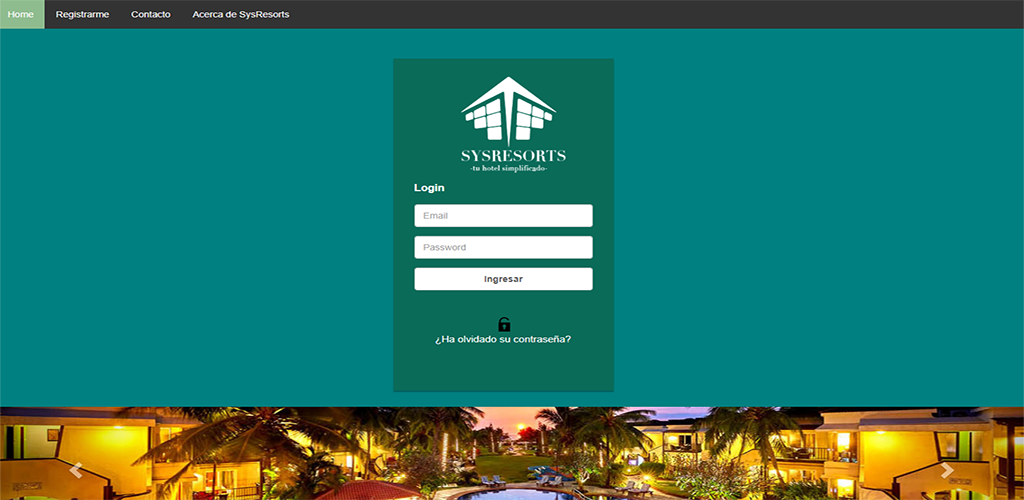 Home Registrarme Contacto Acerca de SysResorts
SYSRESORTS
-tu hotel simplificado-
Login
Email
Password
Ingresar
¿Ha olvidado su contraseña?